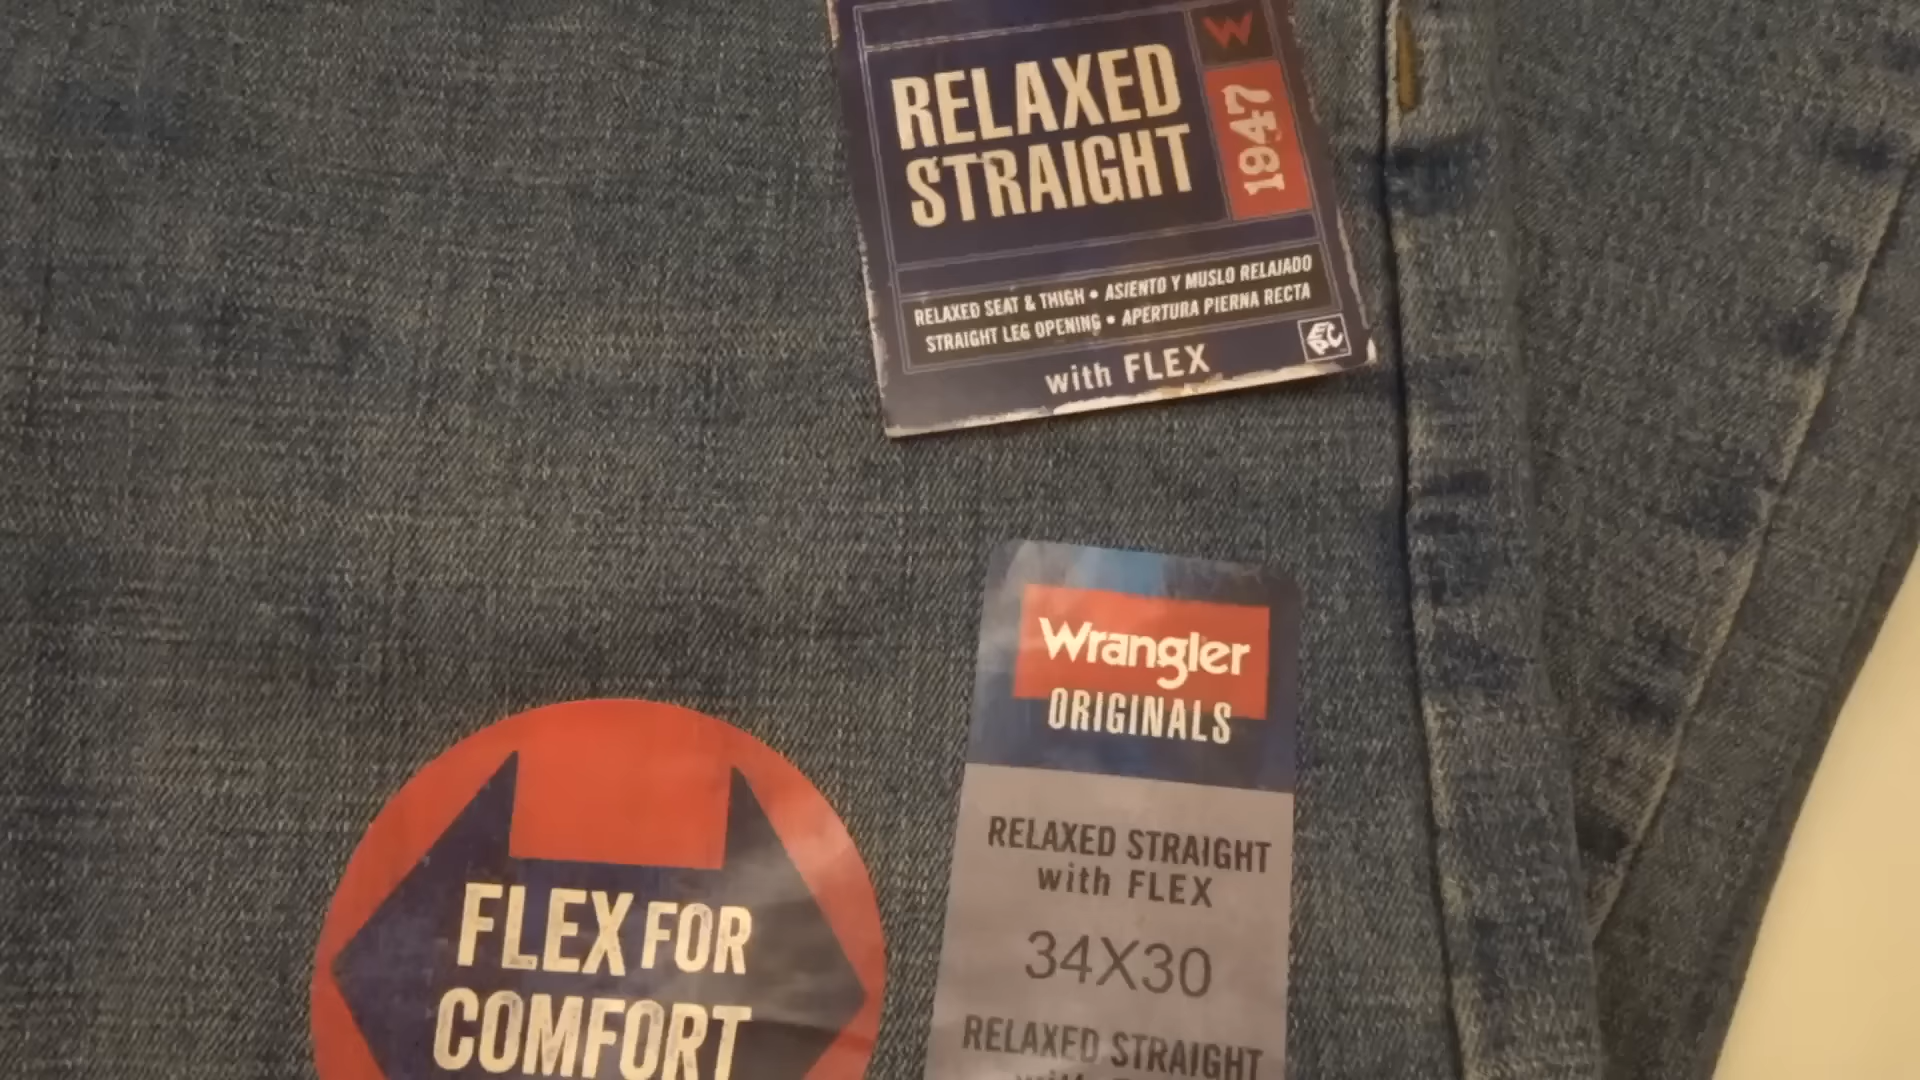 W
1947
RELAXED
STRAIGHT
RELAXED SEAT & THIGH • ASIENTO Y MUSLO RELAJADO
STRAIGHT LEG OPENING • APERTURA PIERNA RECTA
with FLEX
Wrangler
ORIGINALS
RELAXED STRAIGHT
with FLEX
34X30
RELAXED STRAIGHT
FLEX FOR
COMFORT